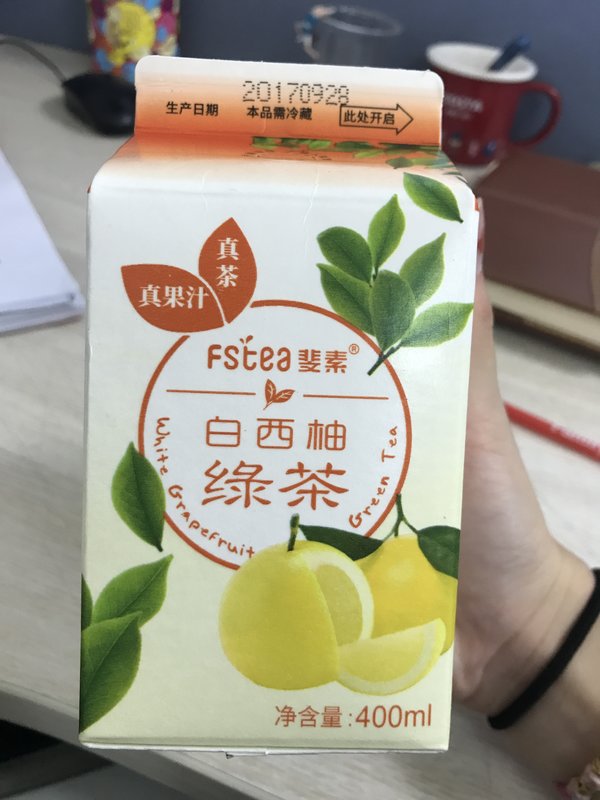 20170928
生产日期 本品需冷藏 此处开启
真茶
真果汁
FStea 斐素®
白西柚
綠茶
White Grapefruit
Green Tea
净含量:400ml